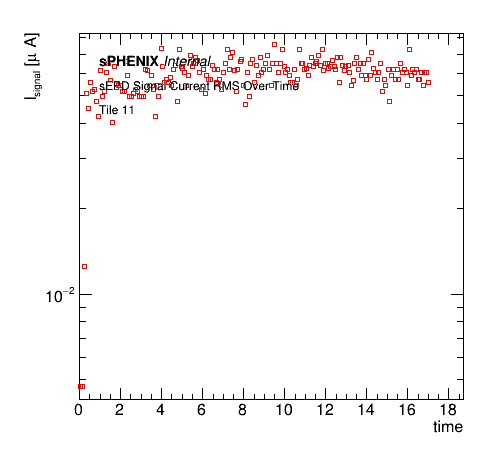 I_signal [μ A]
sPHENIX Internal
sEPD Signal Current RMS Over Time
Tile 11
10⁻²
0 2 4 6 8 10 12 14 16 18
time